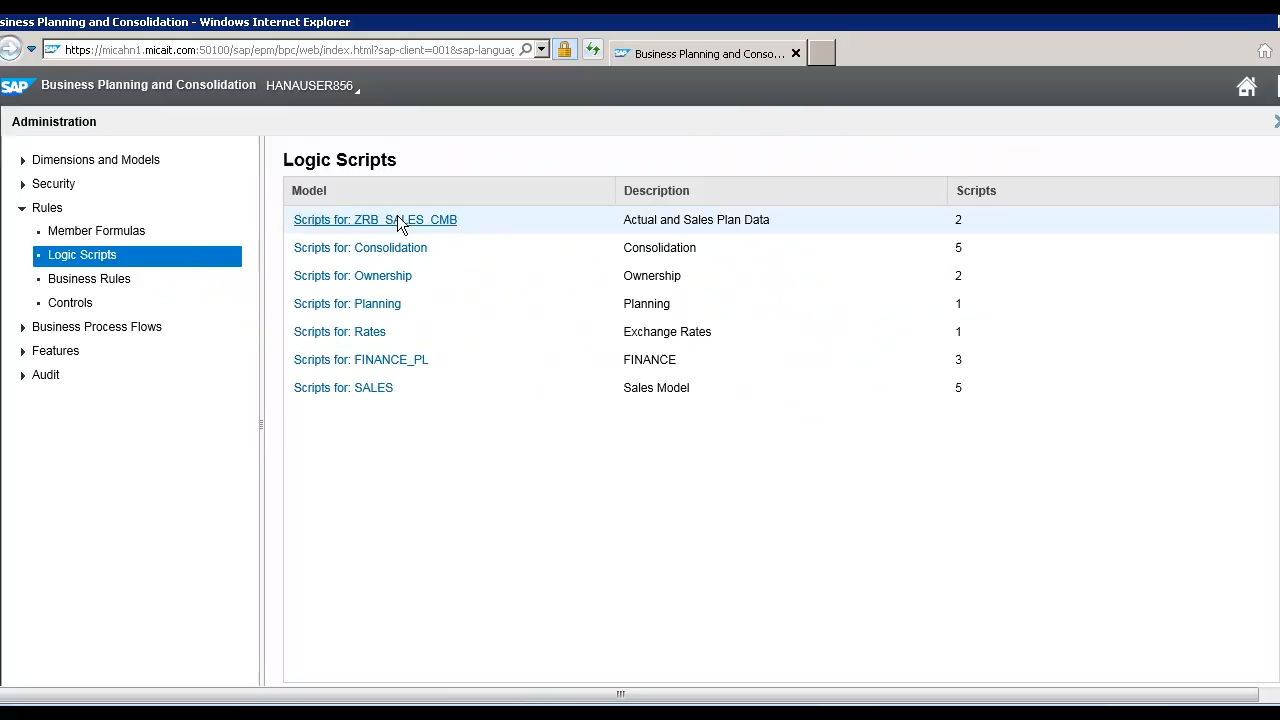 siness Planning and Consolidation - Windows Internet Explorer
https://micahn1.micait.com:50100/sap/epm/bpc/web/index.html?sap-client=001&sap-languag
Business Planning and Conso...
SAP Business Planning and Consolidation HANAUSER856
Administration
Dimensions and Models
Security
Rules
Member Formulas
Logic Scripts
Business Rules
Controls
Business Process Flows
Features
Audit
Logic Scripts
Model Description Scripts
Scripts for: ZRB_SALES_CMB Actual and Sales Plan Data 2
Scripts for: Consolidation Consolidation 5
Scripts for: Ownership Ownership 2
Scripts for: Planning Planning 1
Scripts for: Rates Exchange Rates 1
Scripts for: FINANCE_PL FINANCE 3
Scripts for: SALES Sales Model 5